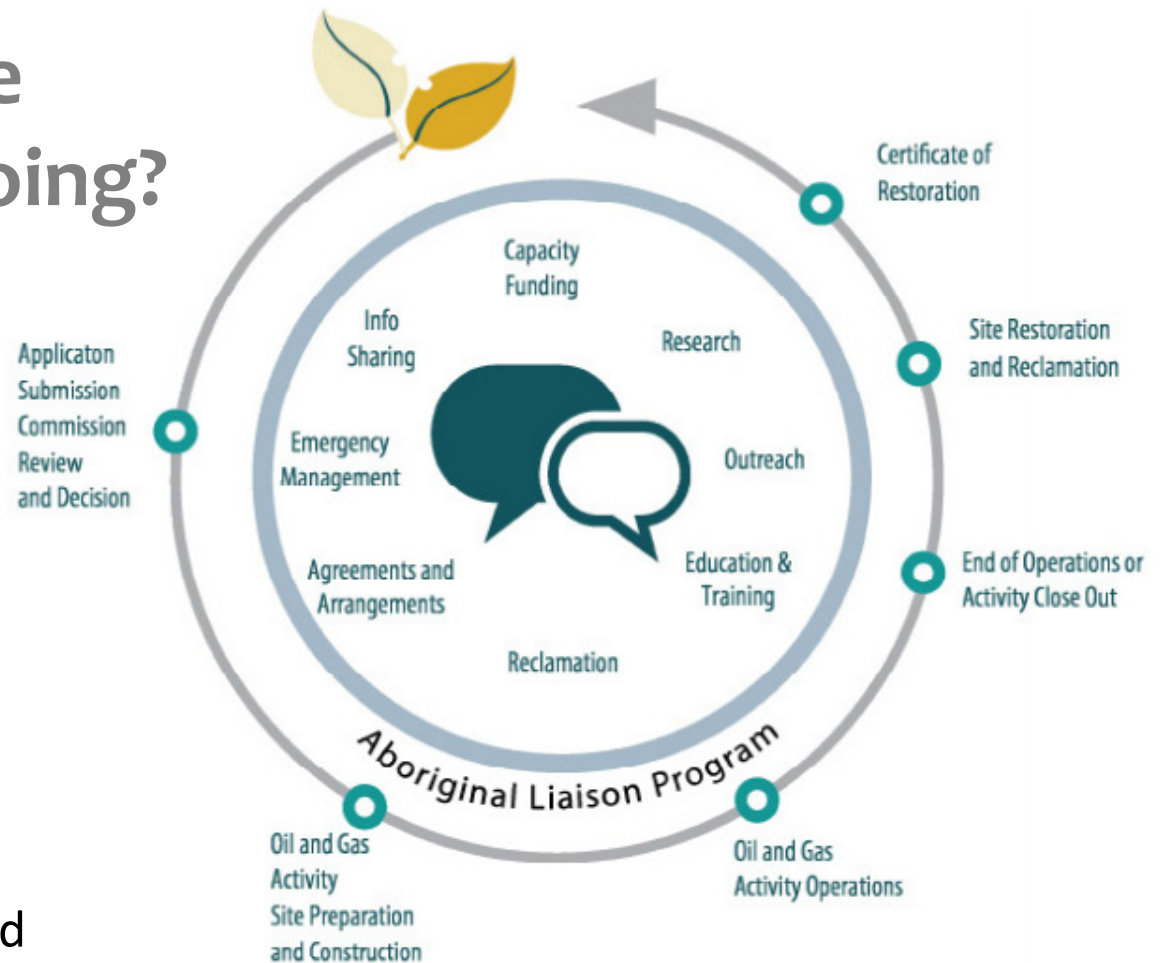 e
oing?
Certificate of
Restoration
Capacity
Funding
Info
Sharing
Research
Site Restoration
and Reclamation
Applicaton
Submission
Commission
Review
and Decision
Emergency
Management
Outreach
Agreements and
Arrangements
Education &
Training
End of Operations or
Activity Close Out
Reclamation
Aboriginal Liaison Program
Oil and Gas
Activity
Site Preparation
and Construction
Oil and Gas
Activity Operations
d